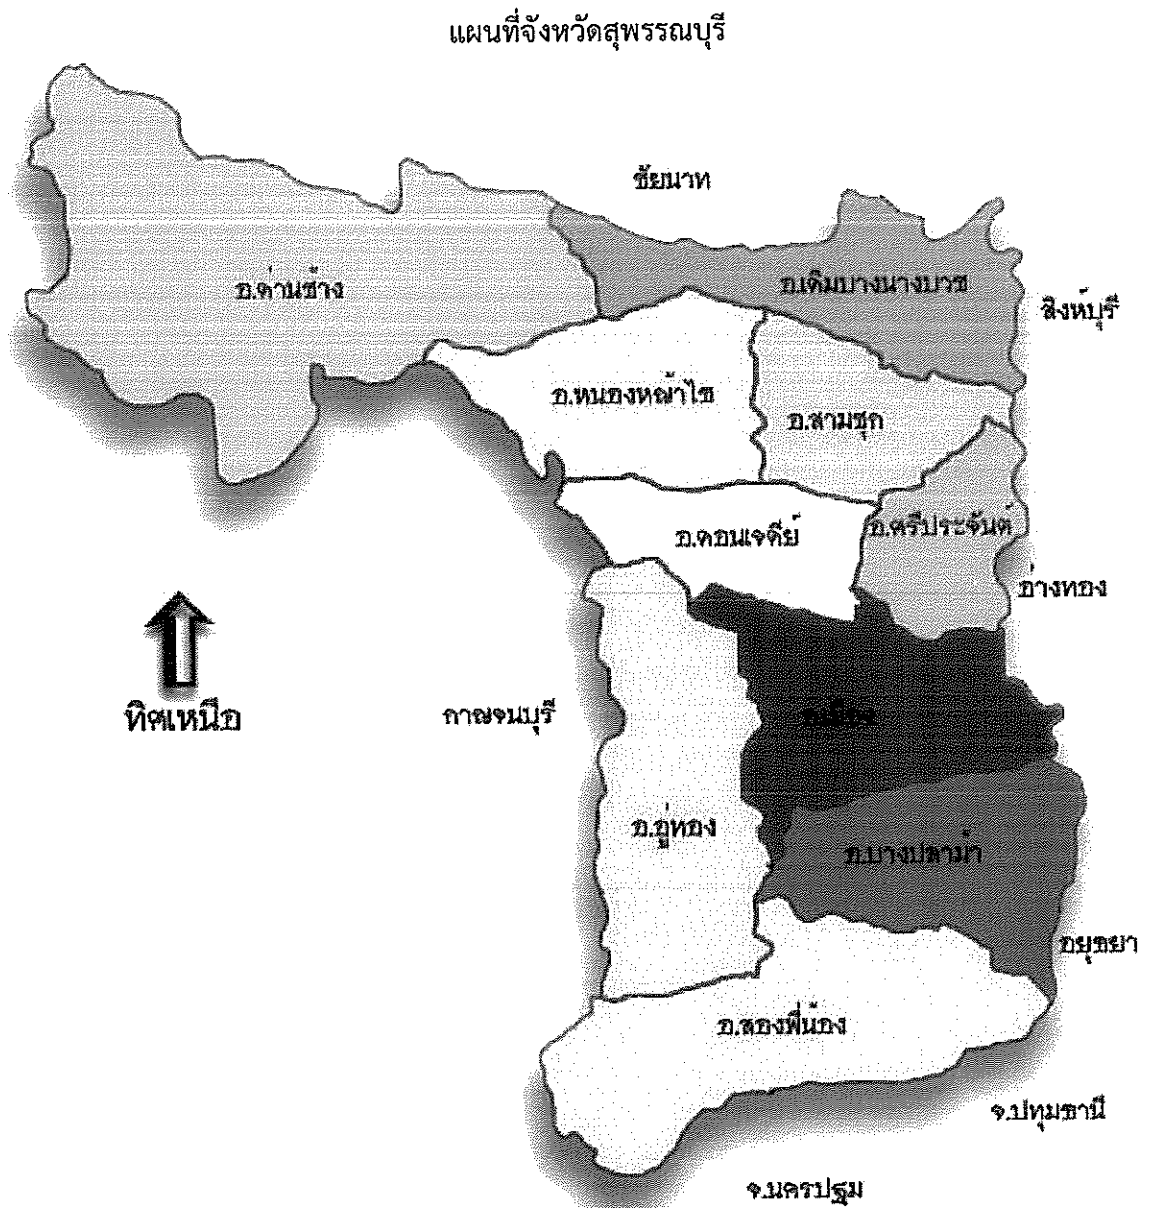 แผนที่จังหวัดสุพรรณบุรี
ชัยนาท
อ.ด่านช้าง
อ.เดิมบางนางบวช
สิงห์บุรี
อ.หนองหญ้าไซ
อ.สามชุก
อ.ดอนเจดีย์
อ.ศรีประจันต์
อ่างทอง
ทิศเหนือ
กาญจนบุรี
อ.เมือง
อ.อู่ทอง
อ.บางปลาม้า
อยุธยา
อ.สองพี่น้อง
จ.ปทุมธานี
จ.นครปฐม